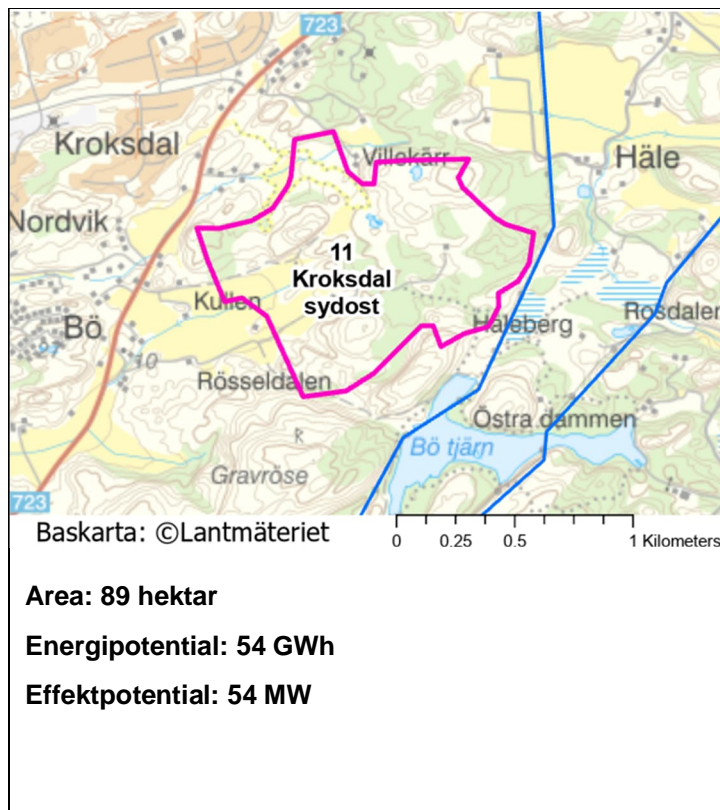 723
Kroksdal
Villekärr
Häle
Nordvik
11
Kroksdal
sydost
Kullen
Bö
Häleberg
Rosdalen
10
Rösseldalen
Östra dammen
Bö tjärn
R
Gravröse
723
Baskarta: ©Lantmäteriet
0 0.25 0.5 1 Kilometers
Area: 89 hektar
Energipotential: 54 GWh
Effektpotential: 54 MW